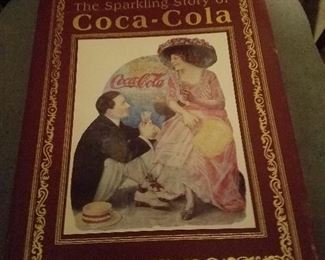 The Sparkling Story of
Coca-Cola
Coca-Cola